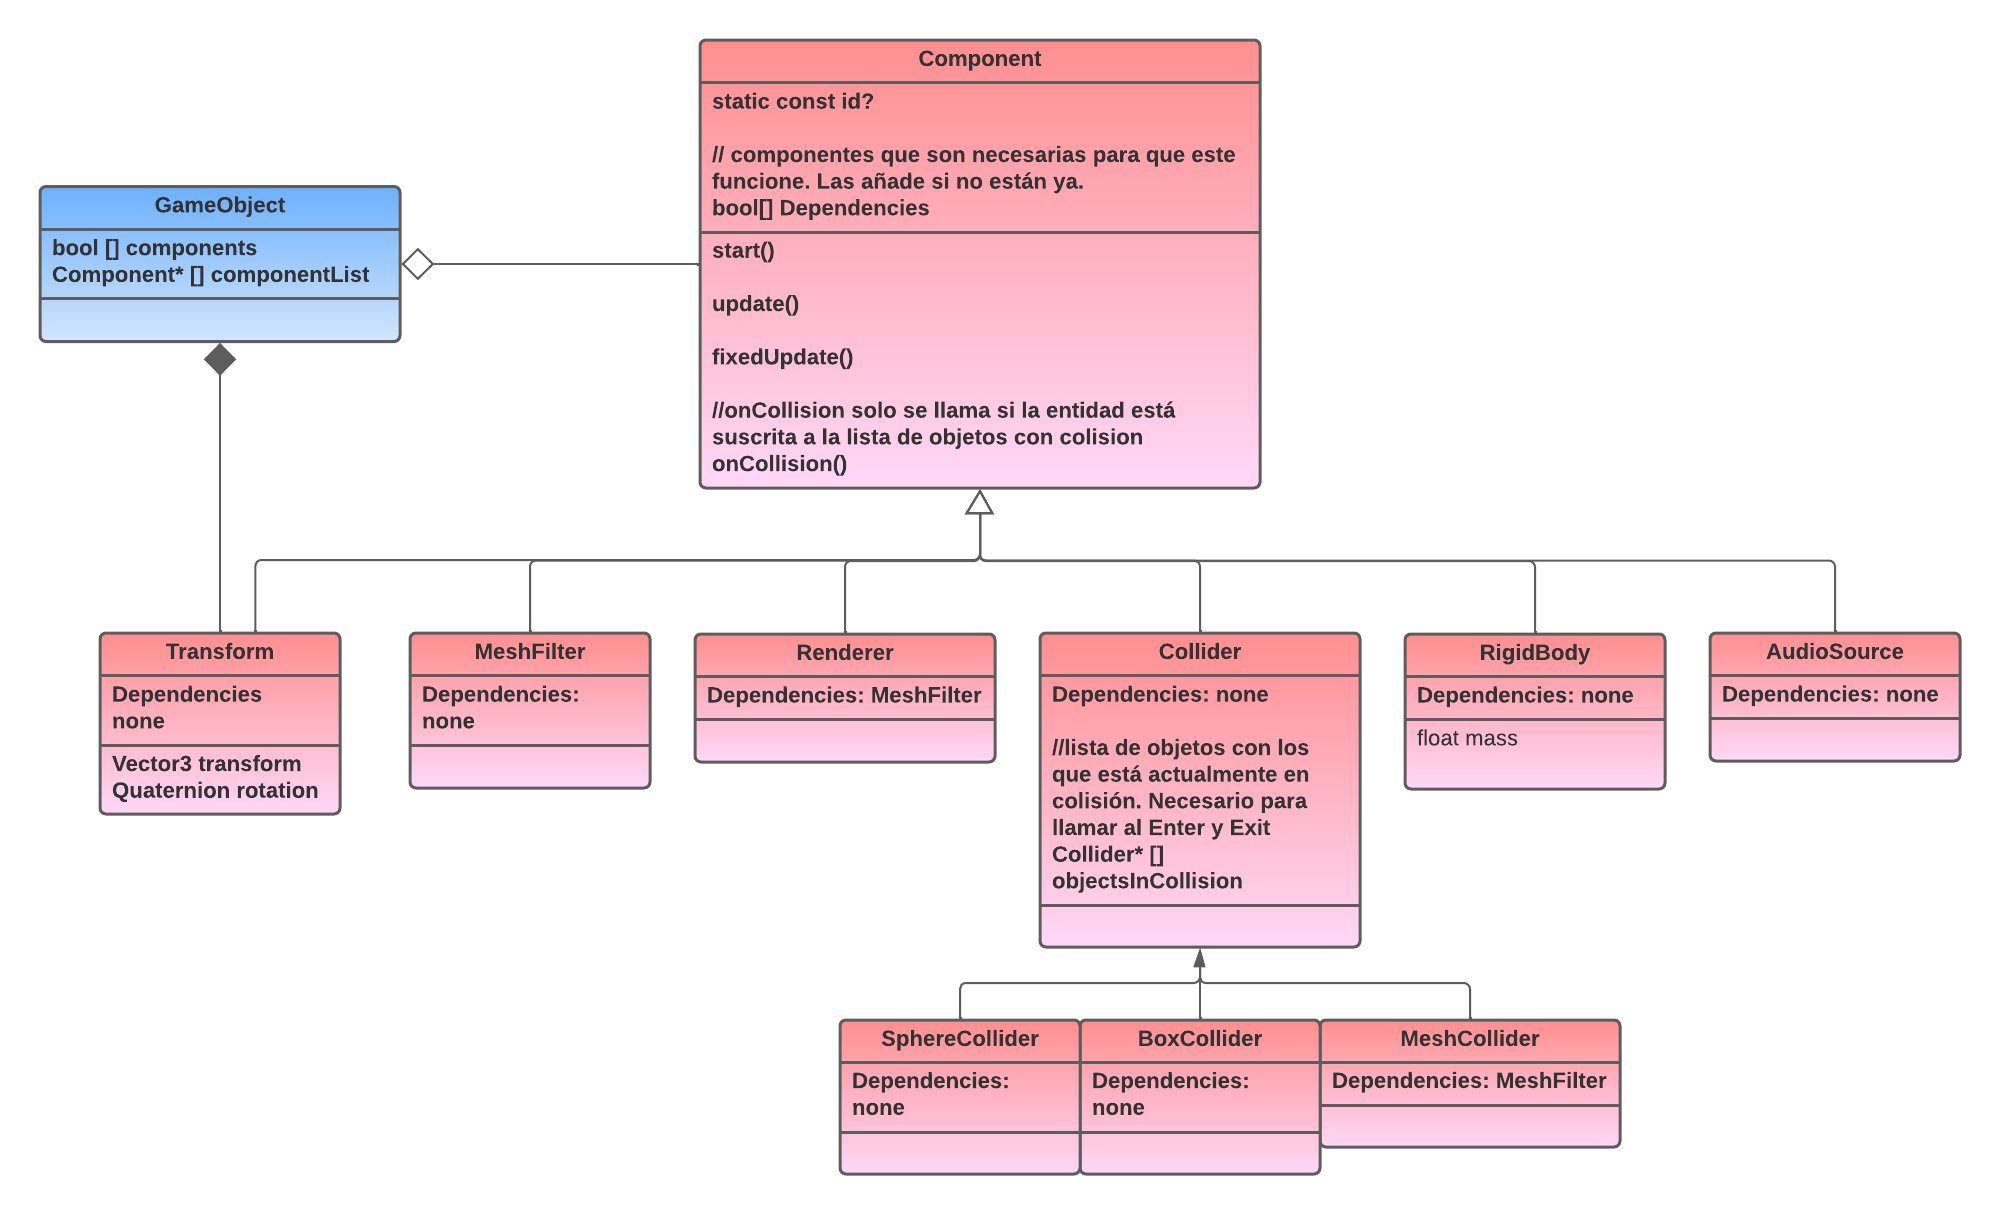 Component
static const id?
// componentes que son necesarias para que este
funcione. Las añade si no están ya.
bool[] Dependencies
start()
update()
fixedUpdate()
//onCollision solo se llama si la entidad está
suscrita a la lista de objetos con colision
onCollision()
GameObject
bool [] components
Component* [] componentList
Transform
Dependencies
none
Vector3 transform
Quaternion rotation
MeshFilter
Dependencies:
none
Renderer
Dependencies: MeshFilter
Collider
Dependencies: none
//lista de objetos con los
que está actualmente en
colisión. Necesario para
llamar al Enter y Exit
Collider* []
objectsInCollision
RigidBody
Dependencies: none
float mass
AudioSource
Dependencies: none
SphereCollider
Dependencies:
none
BoxCollider
Dependencies:
none
MeshCollider
Dependencies: MeshFilter